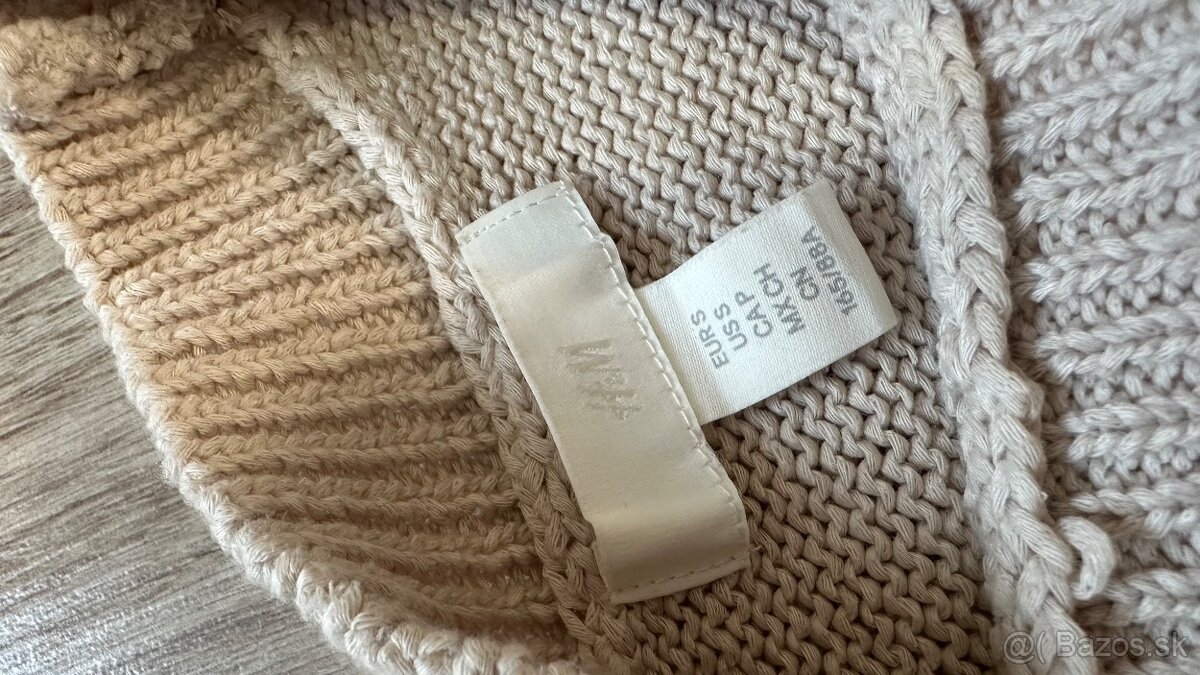 H&M
EUR S
US S
CA P
MX CH
CN
165/88A
@( Bazos.sk